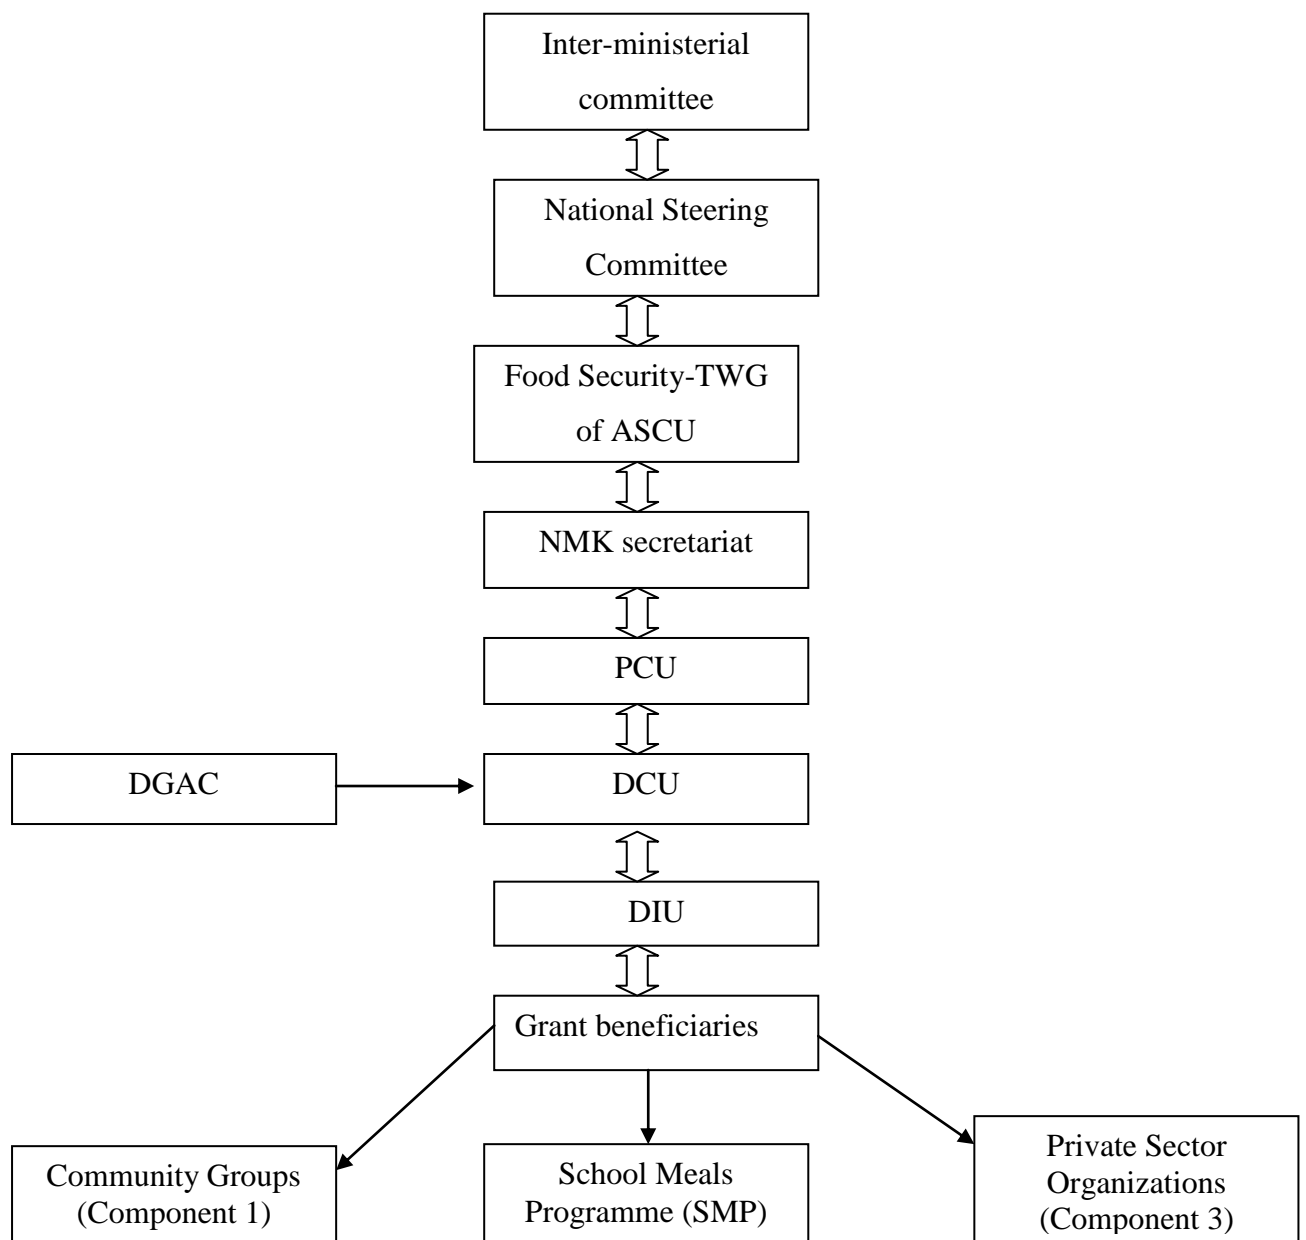 Inter-ministerial
committee
National Steering
Committee
Food Security-TWG
of ASCU
NMK secretariat
PCU
DGAC
DCU
DIU
Grant beneficiaries
Community Groups
(Component 1)
School Meals
Programme (SMP)
Private Sector
Organizations
(Component 3)